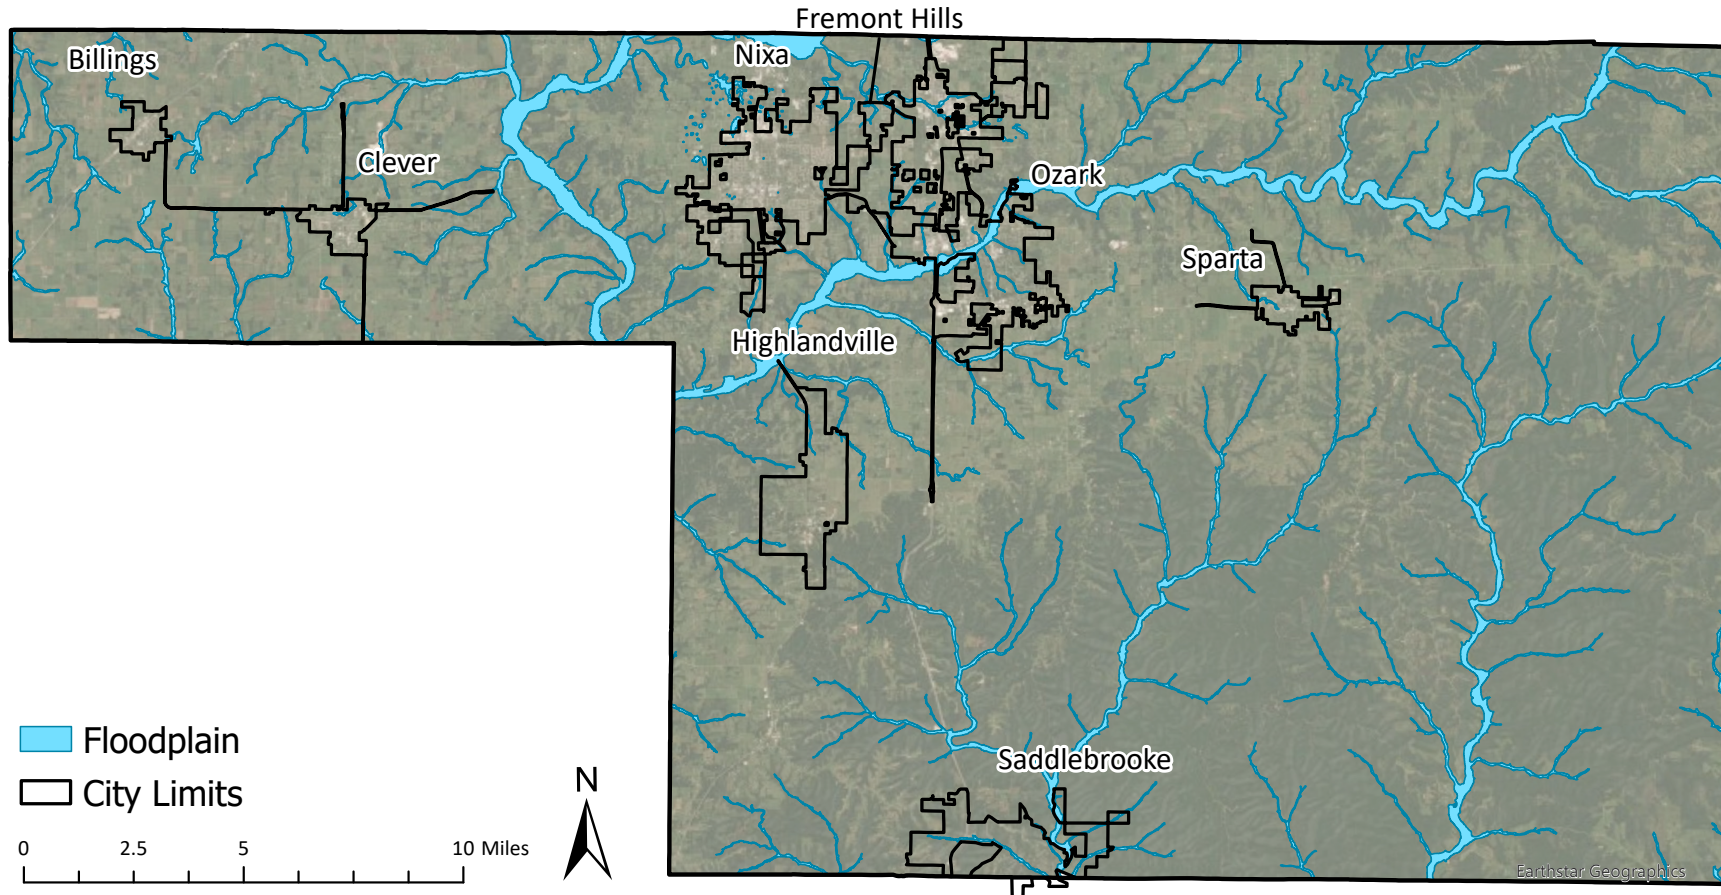 Fremont Hills
Nixa
Billings
Clever
Ozark
Sparta
Highlandville
Saddlebrooke
Floodplain
City Limits
N
0 2.5 5 10 Miles
Earthstar Geographics